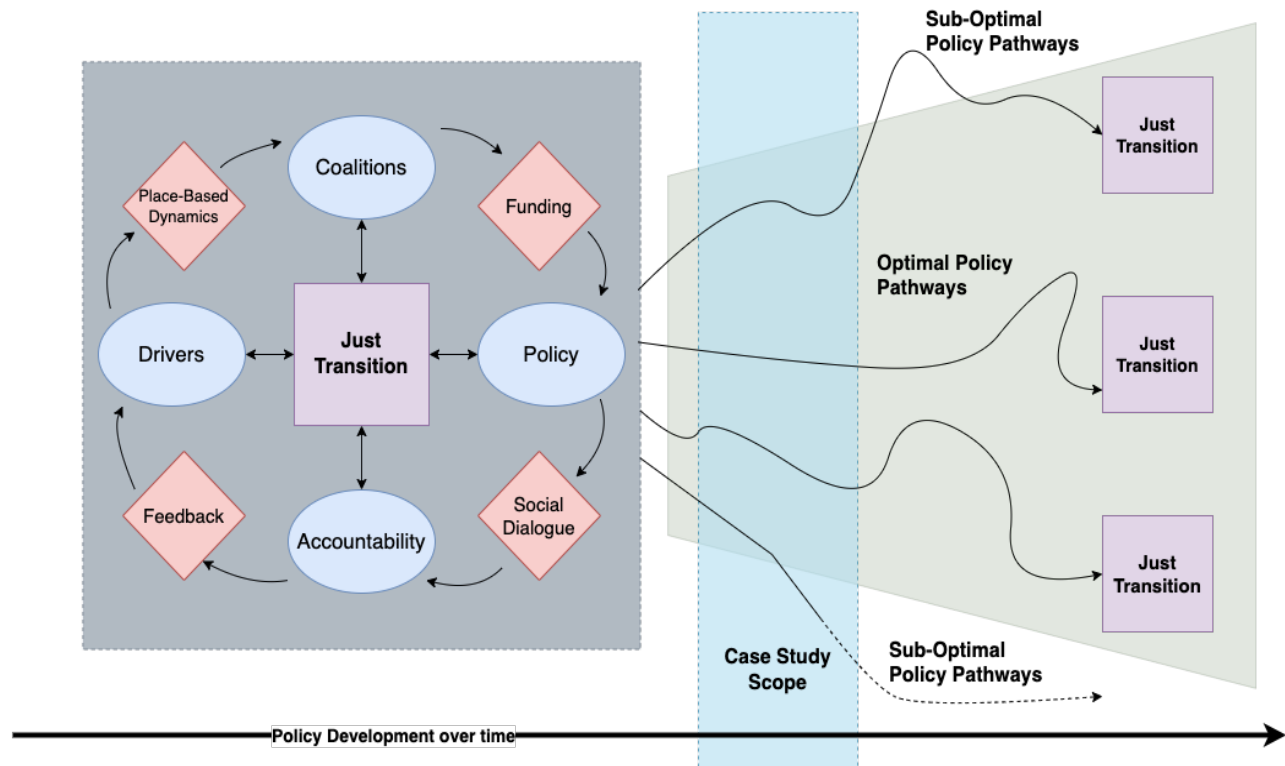 Sub-Optimal
Policy Pathways
Coalitions
Place-Based
Dynamics
Funding
Just
Transition
Optimal Policy
Pathways
Drivers
Just
Transition
Policy
Just
Transition
Feedback
Accountability
Social
Dialogue
Just
Transition
Case Study
Scope
Sub-Optimal
Policy Pathways
Policy Development over time